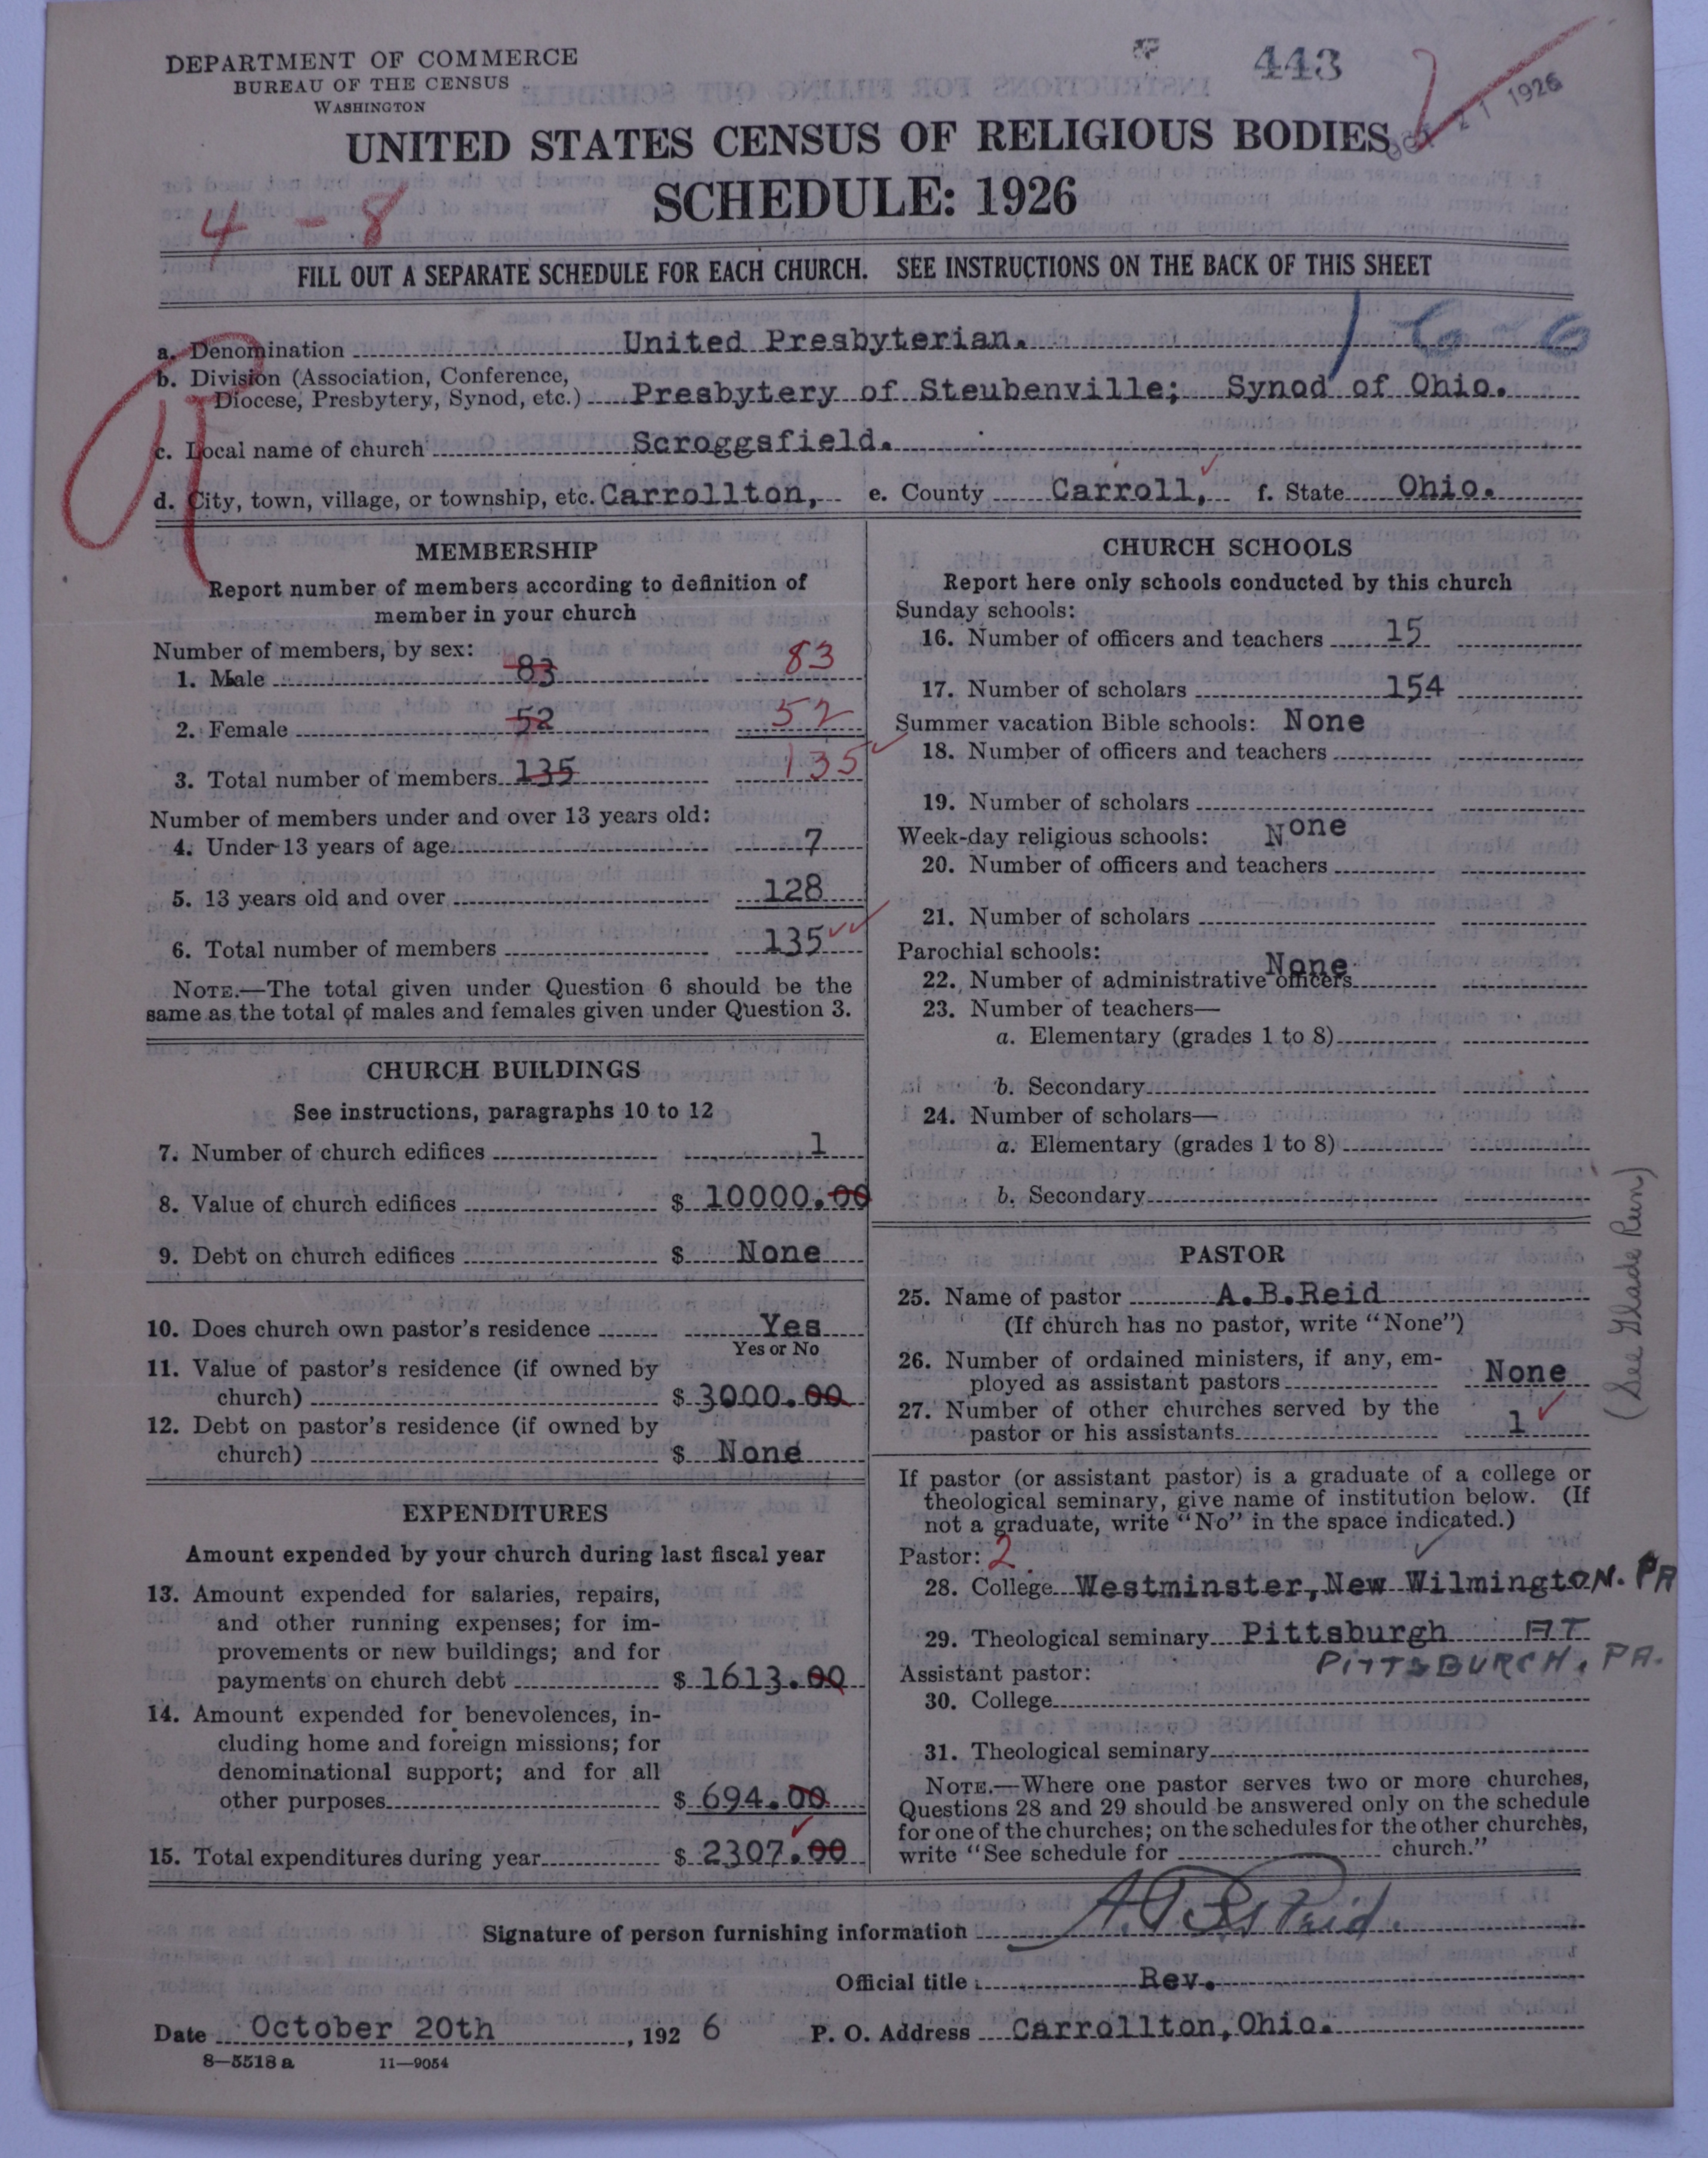 DEPARTMENT OF COMMERCE
BUREAU OF THE CENSUS
WASHINGTON
443
21 1926
UNITED STATES CENSUS OF RELIGIOUS BODIES
SCHEDULE: 1926
4 - 8
FILL OUT A SEPARATE SCHEDULE FOR EACH CHURCH. SEE INSTRUCTIONS ON THE BACK OF THIS SHEET
a. Denomination United Presbyterian. 1606
b. Division (Association, Conference,
Diocese, Presbytery, Synod, etc.) Presbytery of Steubenville; Synod of Ohio.
c. Local name of church Scroggsfield.
d. City, town, village, or township, etc. Carrollton, e. County Carroll, f. State Ohio.
MEMBERSHIP
Report number of members according to definition of
member in your church
Number of members, by sex:
1. Male 83 83
2. Female 52 52
3. Total number of members 135 135
Number of members under and over 13 years old:
4. Under 13 years of age 7
5. 13 years old and over 128
6. Total number of members 135
NOTE.—The total given under Question 6 should be the
same as the total of males and females given under Question 3.
CHURCH BUILDINGS
See instructions, paragraphs 10 to 12
7. Number of church edifices 1
8. Value of church edifices $ 10000.00
9. Debt on church edifices $ None
10. Does church own pastor's residence Yes
Yes or No
11. Value of pastor's residence (if owned by
church) $ 3000.00
12. Debt on pastor's residence (if owned by
church) $ None
EXPENDITURES
Amount expended by your church during last fiscal year
13. Amount expended for salaries, repairs,
and other running expenses; for im-
provements or new buildings; and for
payments on church debt $ 1613.00
14. Amount expended for benevolences, in-
cluding home and foreign missions; for
denominational support; and for all
other purposes $ 694.00
15. Total expenditures during year $ 2307.00
CHURCH SCHOOLS
Report here only schools conducted by this church
Sunday schools:
16. Number of officers and teachers 15
17. Number of scholars 154
Summer vacation Bible schools: None
18. Number of officers and teachers
19. Number of scholars
Week-day religious schools: None
20. Number of officers and teachers
21. Number of scholars
Parochial schools: None
22. Number of administrative officers
23. Number of teachers—
a. Elementary (grades 1 to 8)
b. Secondary
24. Number of scholars—
a. Elementary (grades 1 to 8)
b. Secondary
PASTOR
25. Name of pastor A.B.Reid
(If church has no pastor, write "None")
26. Number of ordained ministers, if any, em-
ployed as assistant pastors None
27. Number of other churches served by the
pastor or his assistants 1
(See Glade Run)
If pastor (or assistant pastor) is a graduate of a college or
theological seminary, give name of institution below. (If
not a graduate, write "No" in the space indicated.)
Pastor: 2
28. College Westminster, New Wilmington. PA
29. Theological seminary Pittsburgh AT
PITTSBURGH, PA.
Assistant pastor:
30. College
31. Theological seminary
NOTE.—Where one pastor serves two or more churches,
Questions 28 and 29 should be answered only on the schedule
for one of the churches; on the schedules for the other churches,
write "See schedule for church."
Signature of person furnishing information A. B. Reid.
Official title Rev.
Date October 20th, 1926 P. O. Address Carrollton, Ohio.
8—5518 a 11—9054